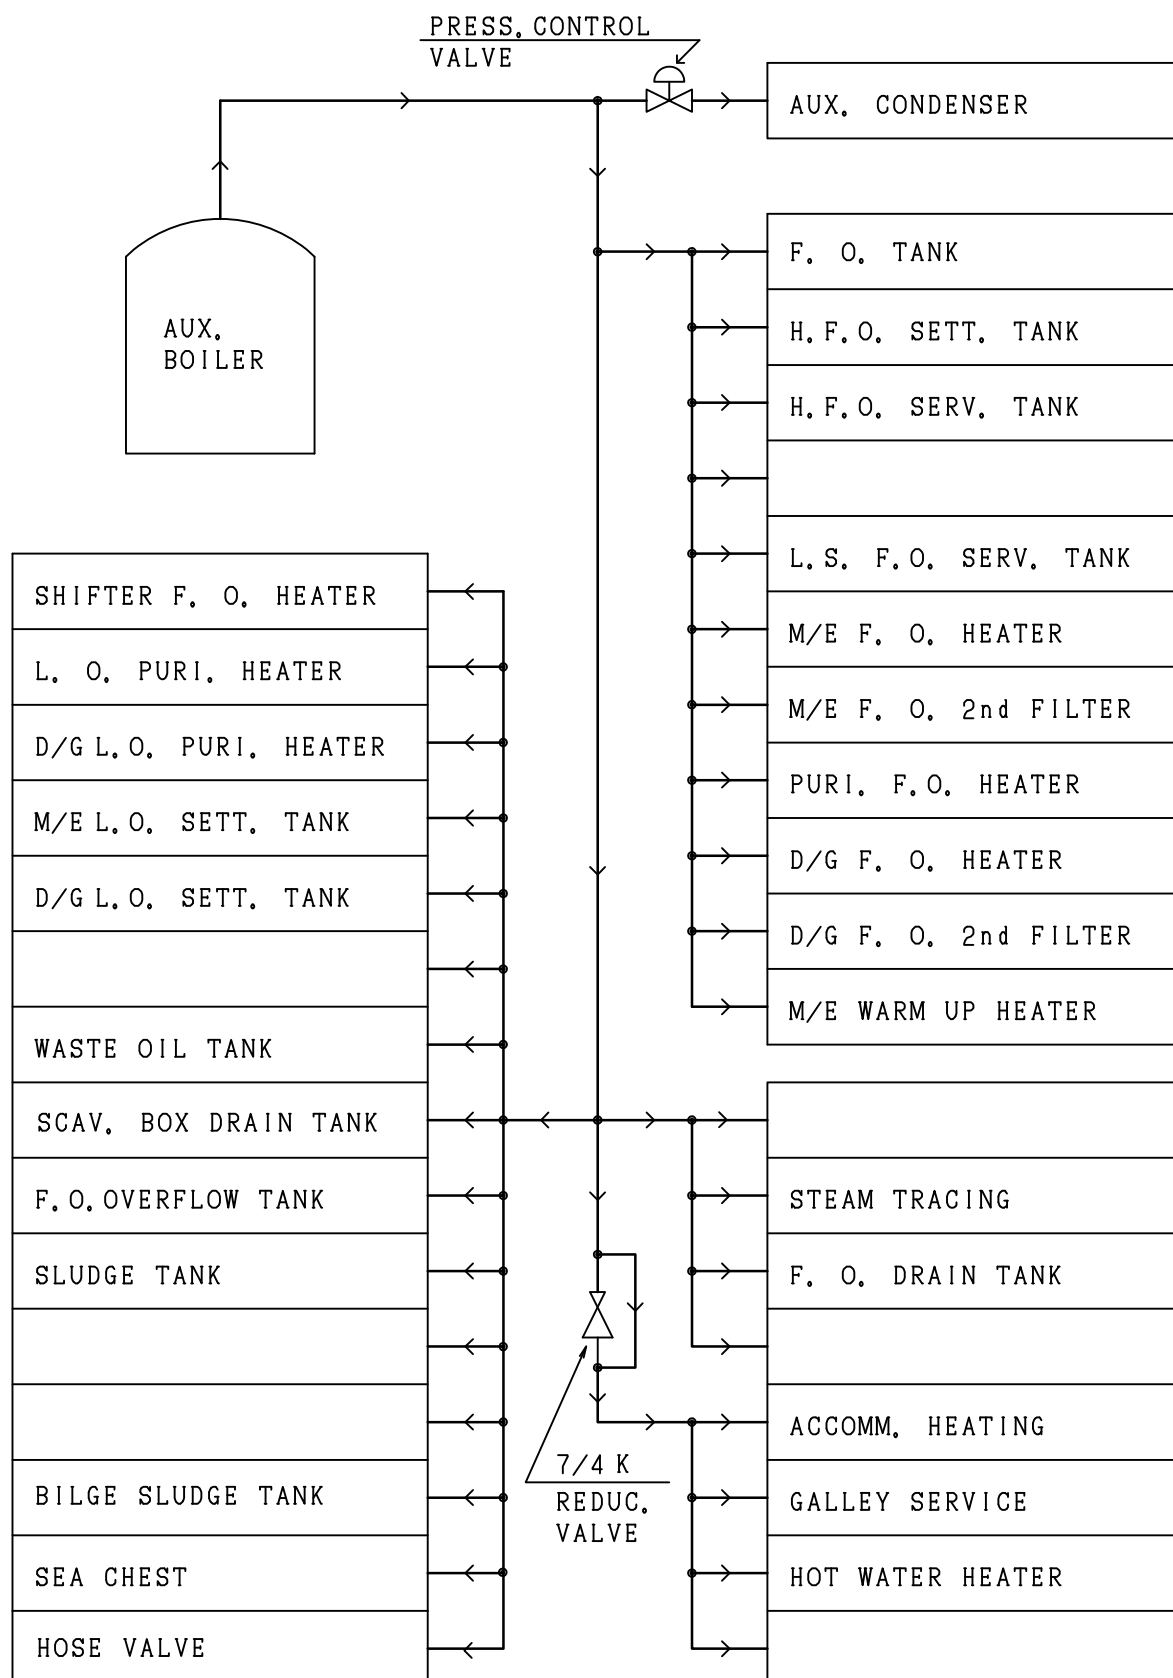 PRESS. CONTROL
VALVE
AUX. CONDENSER
AUX.
BOILER
F. O. TANK
H. F. O. SETT. TANK
H. F. O. SERV. TANK
L. S. F. O. SERV. TANK
M/E F. O. HEATER
M/E F. O. 2nd FILTER
PURI. F. O. HEATER
D/G F. O. HEATER
D/G F. O. 2nd FILTER
M/E WARM UP HEATER
SHIFTER F. O. HEATER
L. O. PURI. HEATER
D/G L. O. PURI. HEATER
M/E L. O. SETT. TANK
D/G L. O. SETT. TANK
WASTE OIL TANK
SCAV. BOX DRAIN TANK
F. O. OVERFLOW TANK
SLUDGE TANK
BILGE SLUDGE TANK
SEA CHEST
HOSE VALVE
7/4 K
REDUC.
VALVE
STEAM TRACING
F. O. DRAIN TANK
ACCOMM. HEATING
GALLEY SERVICE
HOT WATER HEATER